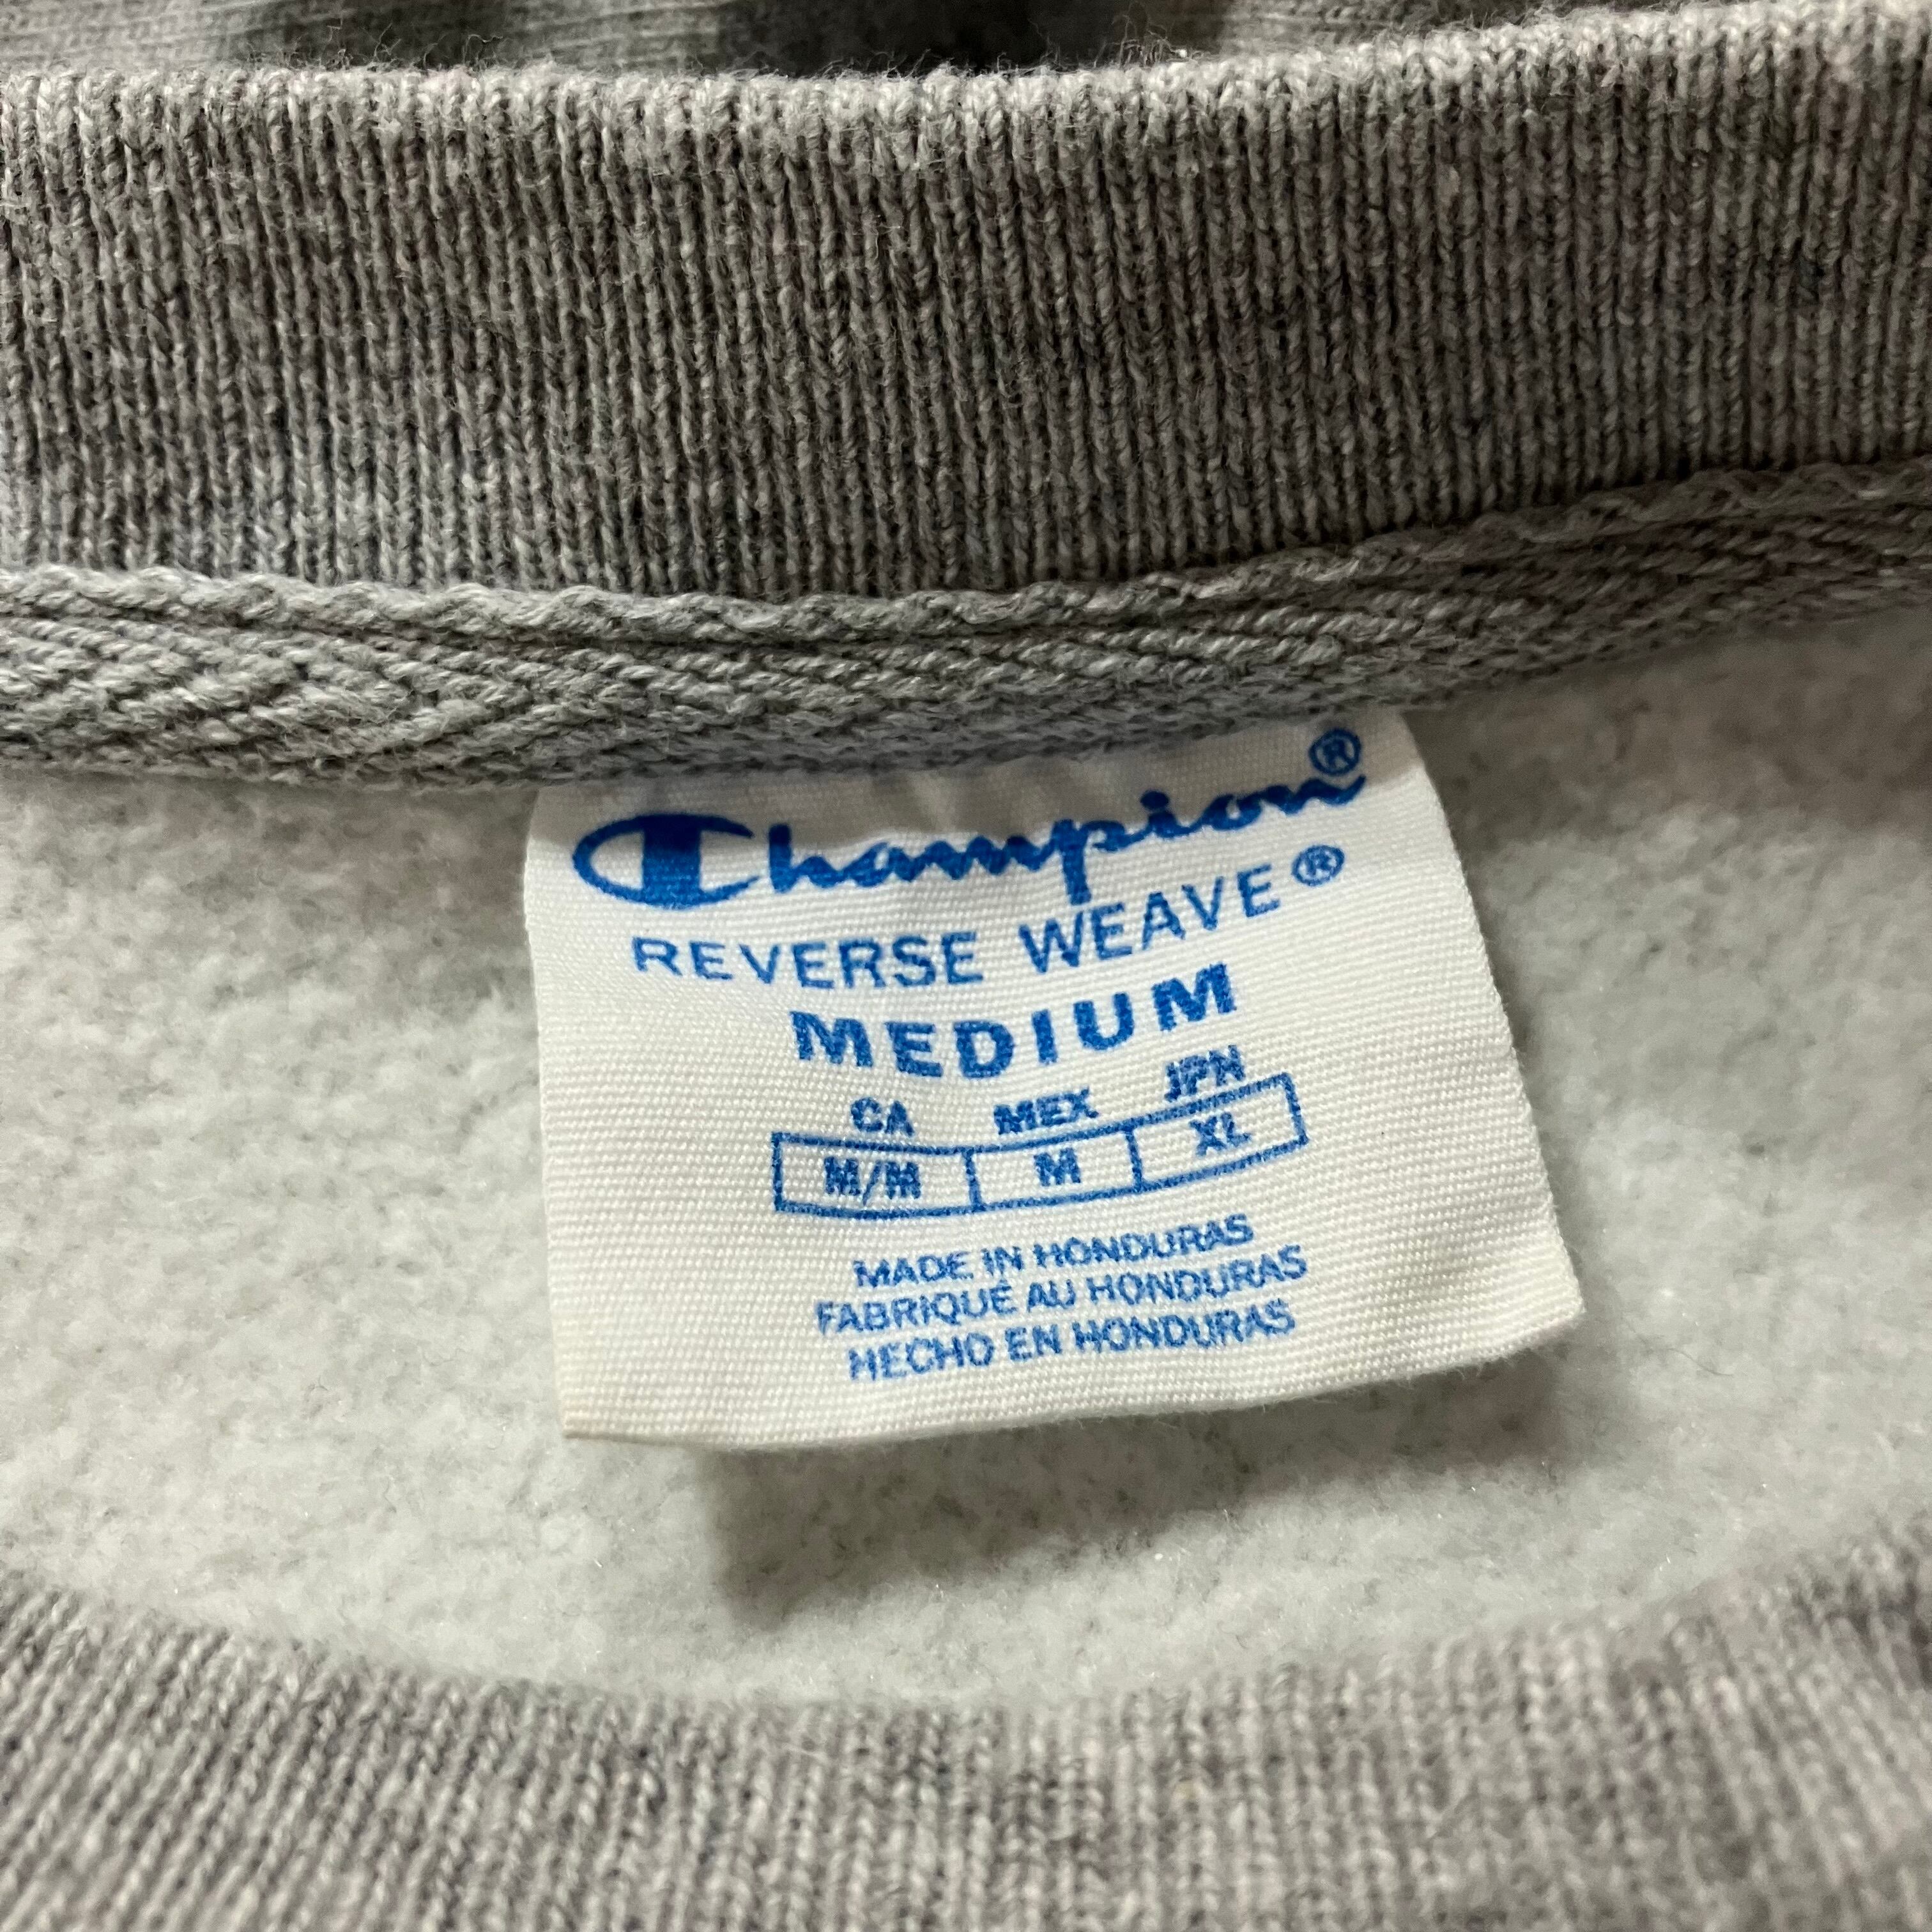 Champion®
REVERSE WEAVE®
MEDIUM
CA MEX JPN
M/M M XL
MADE IN HONDURAS
FABRIQUÉ AU HONDURAS
HECHO EN HONDURAS